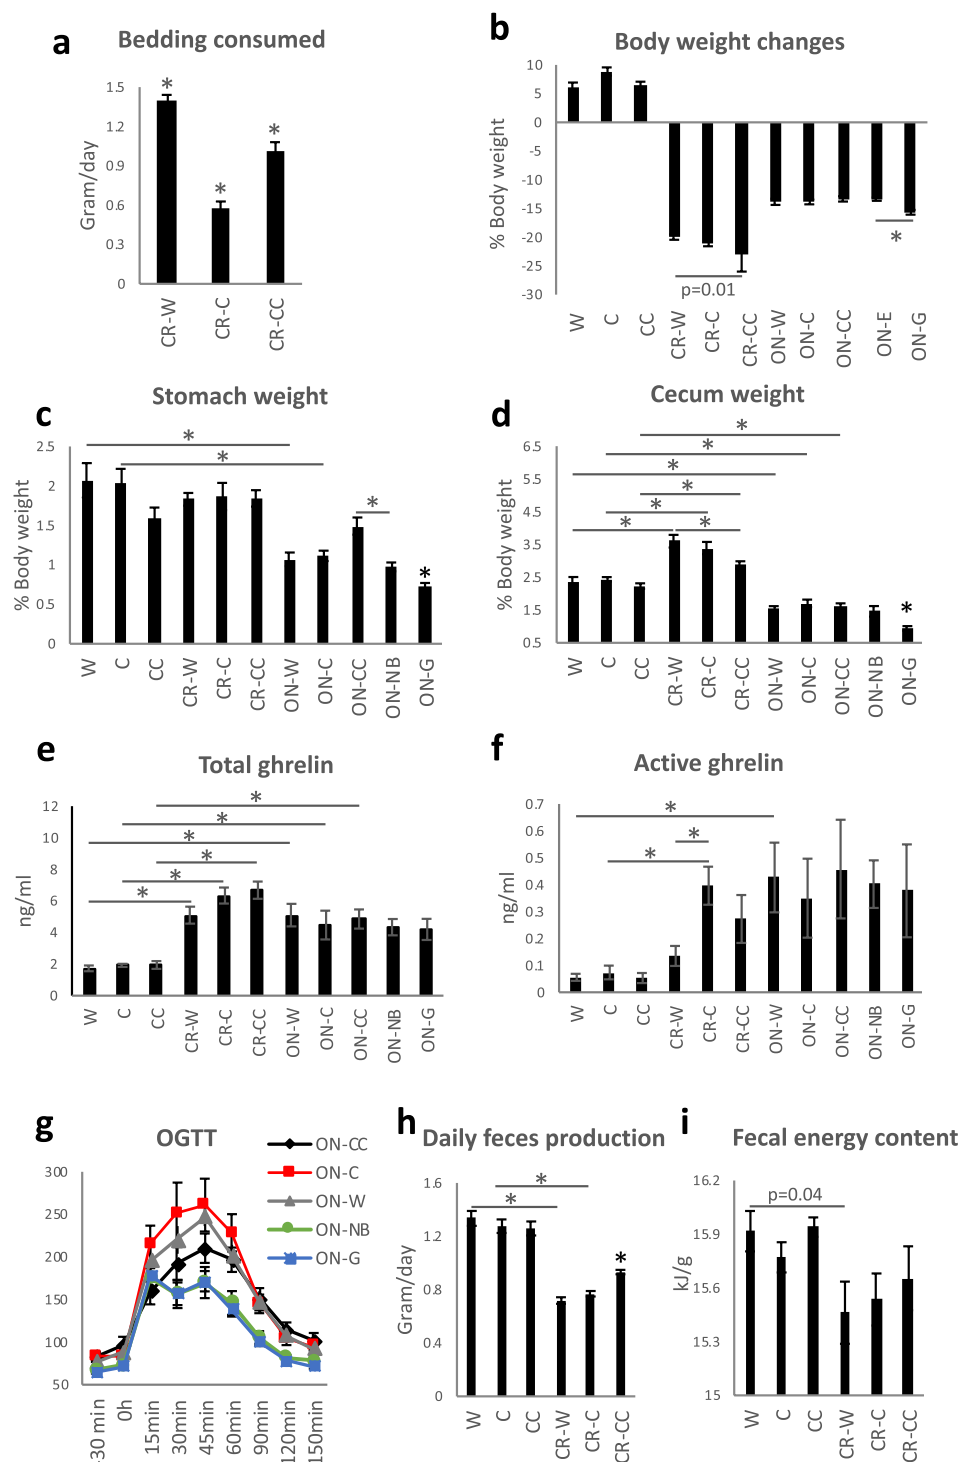 a
Bedding consumed
Gram/day
1.5
1.2
0.9
0.6
0.3
0
*
*
*
CR-W
CR-C
CR-CC
b
Body weight changes
% Body weight
10
5
0
-5
-10
-15
-20
-25
-30
p=0.01
*
W
C
CC
CR-W
CR-C
CR-CC
ON-W
ON-C
ON-CC
ON-E
ON-G
c
Stomach weight
% Body weight
2.5
2
1.5
1
0.5
0
*
*
*
*
W
C
CC
CR-W
CR-C
CR-CC
ON-W
ON-C
ON-CC
ON-NB
ON-G
d
Cecum weight
% Body weight
6.5
5.5
4.5
3.5
2.5
1.5
0.5
*
*
*
*
*
*
*
*
W
C
CC
CR-W
CR-C
CR-CC
ON-W
ON-C
ON-CC
ON-NB
ON-G
e
Total ghrelin
ng/ml
12
10
8
6
4
2
0
*
*
*
*
*
*
W
C
CC
CR-W
CR-C
CR-CC
ON-W
ON-C
ON-CC
ON-NB
ON-G
f
Active ghrelin
ng/ml
0.7
0.6
0.5
0.4
0.3
0.2
0.1
0
*
*
*
W
C
CC
CR-W
CR-C
CR-CC
ON-W
ON-C
ON-CC
ON-NB
ON-G
g
OGTT
300
250
200
150
100
50
ON-CC
ON-C
ON-W
ON-NB
ON-G
-30 min
0h
15min
30min
45min
60min
90min
120min
150min
h
Daily feces production
Gram/day
1.6
1.2
0.8
0.4
0
*
*
*
W
C
CC
CR-W
CR-C
CR-CC
i
Fecal energy content
kJ/g
16.2
15.9
15.6
15.3
15
p=0.04
W
C
CC
CR-W
CR-C
CR-CC